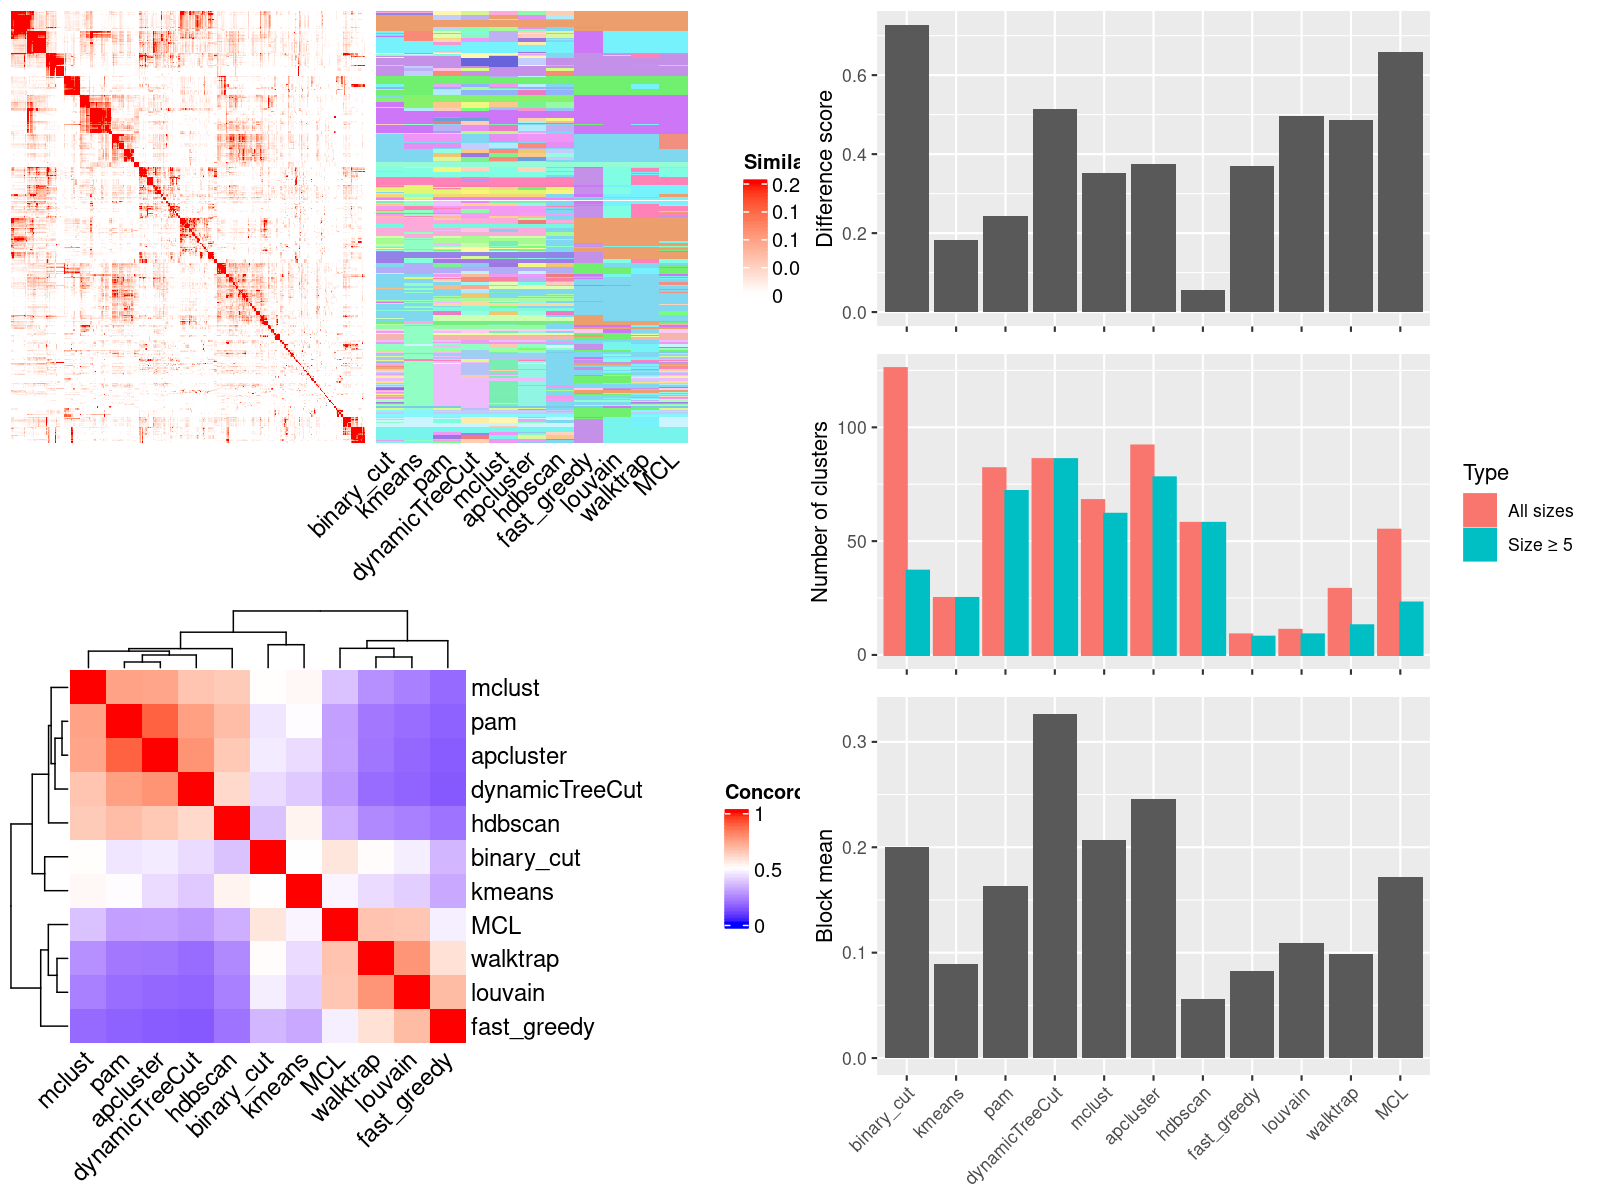 Simila
0.2
0.1
0.1
0.0
0
binary_cut
kmeans
pam
dynamicTreeCut
mclust
apcluster
hdbscan
fast_greedy
louvain
walktrap
MCL
mclust
pam
apcluster
dynamicTreeCut
hdbscan
binary_cut
kmeans
MCL
walktrap
louvain
fast_greedy
mclust
pam
apcluster
dynamicTreeCut
hdbscan
binary_cut
kmeans
MCL
walktrap
louvain
fast_greedy
Concord
1
0.5
0
Difference score
0.6
0.4
0.2
0.0
Number of clusters
100
50
0
Type
All sizes
Size ≥ 5
Block mean
0.3
0.2
0.1
0.0
binary_cut
kmeans
pam
dynamicTreeCut
mclust
apcluster
hdbscan
fast_greedy
louvain
walktrap
MCL